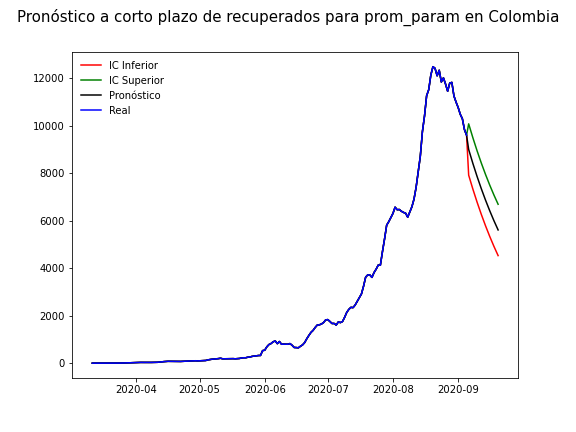 Pronóstico a corto plazo de recuperados para prom_param en Colombia
IC Inferior
IC Superior
Pronóstico
Real
12000
10000
8000
6000
4000
2000
0
2020-04 2020-05 2020-06 2020-07 2020-08 2020-09